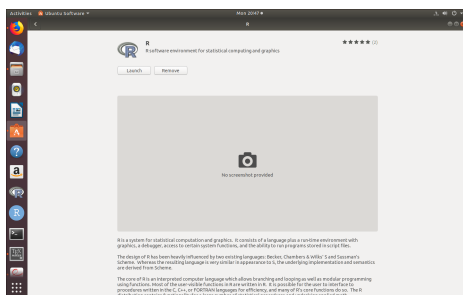 Activities Ubuntu Software ▾ Mon 20:47 ●
R
R
R software environment for statistical computing and graphics
(2)
Launch Remove
No screenshot provided
R is a system for statistical computation and graphics. It consists of a language plus a run-time environment with
graphics, a debugger, access to certain system functions, and the ability to run programs stored in script files.
The design of R has been heavily influenced by two existing languages: Becker, Chambers & Wilks' S and Sussman's
Scheme. Whereas the resulting language is very similar in appearance to S, the underlying implementation and semantics
are derived from Scheme.
The core of R is an interpreted computer language which allows branching and looping as well as modular programming
using functions. Most of the user-visible functions in R are written in R. It is possible for the user to interface to
procedures written in the C, C++, or FORTRAN languages for efficiency, and many of R's core functions do so. The R